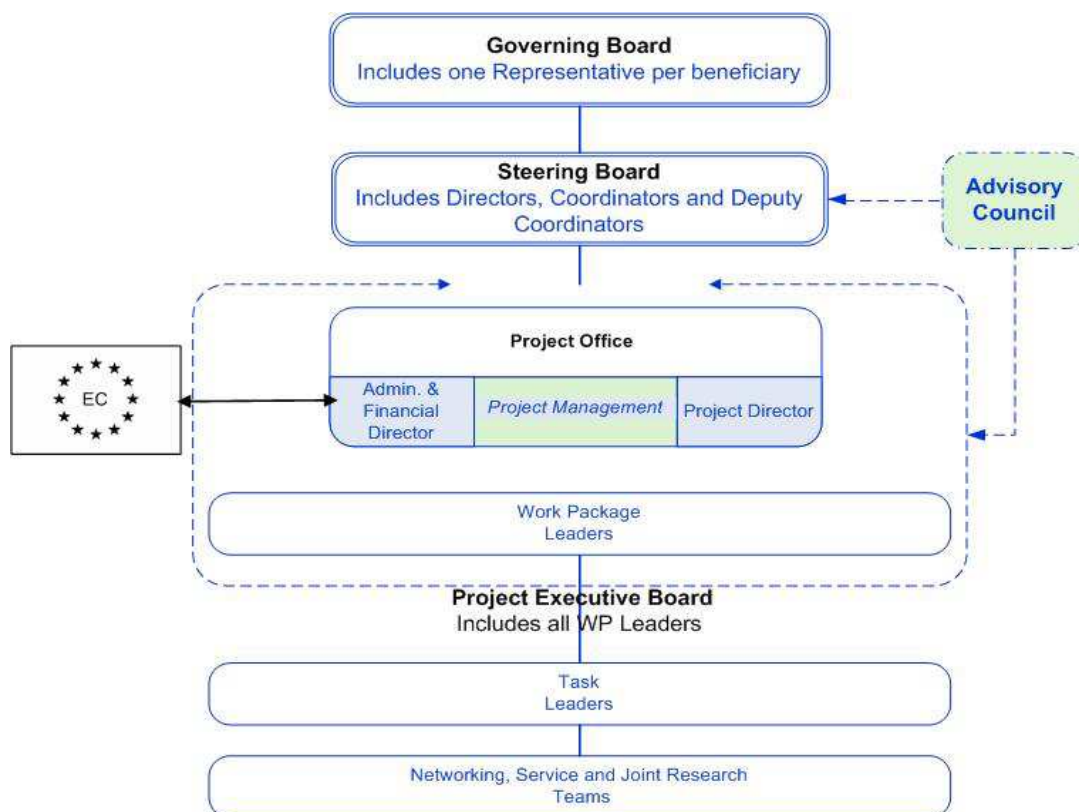 Governing Board
Includes one Representative per beneficiary
Steering Board
Includes Directors, Coordinators and Deputy
Coordinators
Advisory
Council
Project Office
EC
Admin. &
Financial
Director
Project Management
Project Director
Work Package
Leaders
Project Executive Board
Includes all WP Leaders
Task
Leaders
Networking, Service and Joint Research
Teams